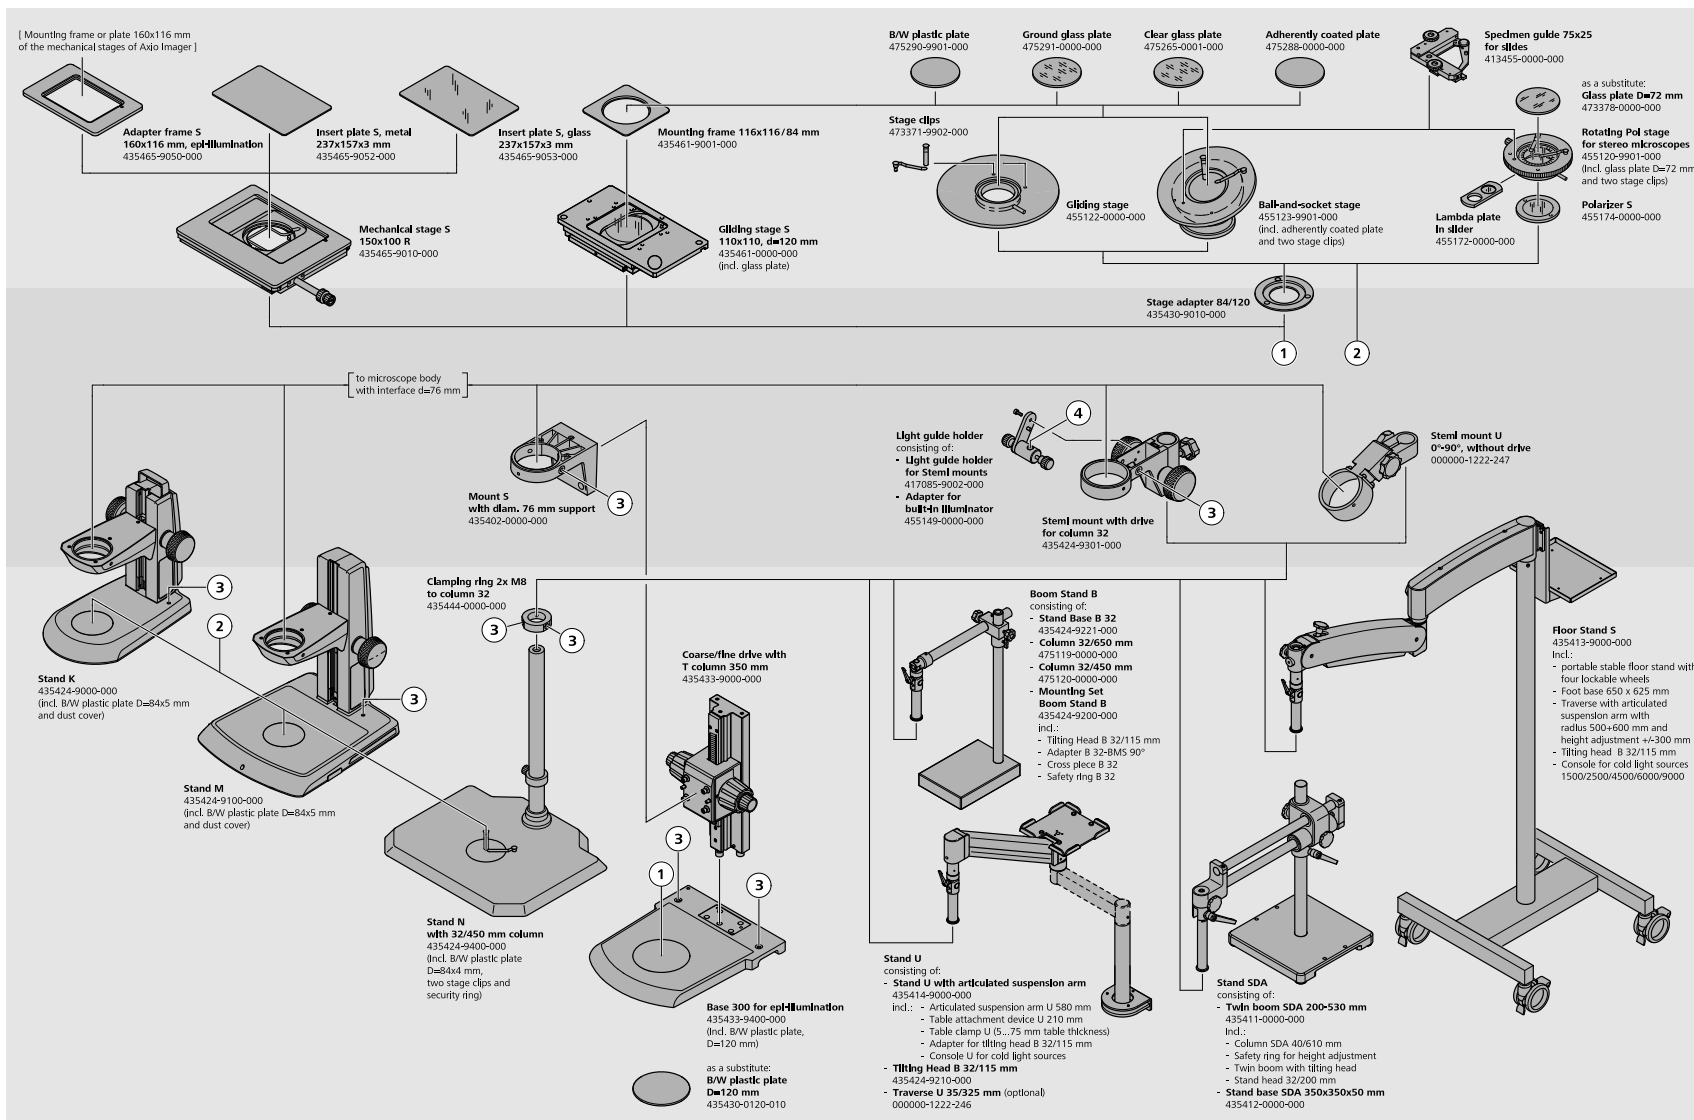 [ Mounting frame or plate 160x116 mm
of the mechanical stages of Axio Imager ]
Adapter frame S
160x116 mm, epi-illumination
435465-9050-000
Insert plate S, metal
237x157x3 mm
435465-9052-000
Insert plate S, glass
237x157x3 mm
435465-9053-000
Mounting frame 116x116/84 mm
435461-9001-000
B/W plastic plate
475290-9901-000
Ground glass plate
475291-0000-000
Clear glass plate
475265-0001-000
Adherently coated plate
475288-0000-000
Specimen guide 75x25
for slides
413455-0000-000
as a substitute:
Glass plate D=72 mm
473378-0000-000
Stage clips
473371-9902-000
Rotating Pol stage
for stereo microscopes
455120-9901-000
(Incl. glass plate D=72 mm
and two stage clips)
Mechanical stage S
150x100 R
435465-9010-000
Gliding stage S
110x110, d=120 mm
435461-0000-000
(incl. glass plate)
Gliding stage
455122-0000-000
Ball-and-socket stage
455123-9901-000
(incl. adherently coated plate
and two stage clips)
Lambda plate
in slider
455172-0000-000
Polarizer S
455174-0000-000
Stage adapter 84/120
435430-9010-000
1
2
[ to microscope body
with interface d=76 mm ]
Mount S
with diam. 76 mm support
435402-0000-000
3
Light guide holder
consisting of:
- Light guide holder
for Stemi mounts
417085-9002-000
- Adapter for
built-in illuminator
455149-0000-000
4
3
Stemi mount with drive
for column 32
435424-9301-000
Stemi mount U
0°-90°, without drive
000000-1222-247
3
2
Stand K
435424-9000-000
(incl. B/W plastic plate D=84x5 mm
and dust cover)
3
Stand M
435424-9100-000
(incl. B/W plastic plate D=84x5 mm
and dust cover)
Clamping ring 2x M8
to column 32
435444-0000-000
3
3
Stand N
with 32/450 mm column
435424-9400-000
(Incl. B/W plastic plate
D=84x4 mm,
two stage clips and
security ring)
Coarse/fine drive with
T column 350 mm
435433-9000-000
3
1
3
Base 300 for epi-illumination
435433-9400-000
(Incl. B/W plastic plate,
D=120 mm)
as a substitute:
B/W plastic plate
D=120 mm
435430-0120-010
Boom Stand B
consisting of:
- Stand Base B 32
435424-9221-000
- Column 32/650 mm
475119-0000-000
- Column 32/450 mm
475120-0000-000
- Mounting Set
Boom Stand B
435424-9200-000
incl.:
- Tilting Head B 32/115 mm
- Adapter B 32-BMS 90°
- Cross piece B 32
- Safety ring B 32
Stand U
consisting of:
- Stand U with articulated suspension arm
435414-9000-000
incl.: - Articulated suspension arm U 580 mm
- Table attachment device U 210 mm
- Table clamp U (5...75 mm table thickness)
- Adapter for tilting head B 32/115 mm
- Console U for cold light sources
- Tilting Head B 32/115 mm
435424-9210-000
- Traverse U 35/325 mm (optional)
000000-1222-246
Floor Stand S
435413-9000-000
Incl.:
- portable stable floor stand with
four lockable wheels
- Foot base 650 x 625 mm
- Traverse with articulated
suspension arm with
radius 500+600 mm and
height adjustment +/-300 mm
- Tilting head B 32/115 mm
- Console for cold light sources
1500/2500/4500/6000/9000
Stand SDA
consisting of:
- Twin boom SDA 200-530 mm
435411-0000-000
Incl.:
- Column SDA 40/610 mm
- Safety ring for height adjustment
- Twin boom with tilting head
- Stand head 32/200 mm
- Stand base SDA 350x350x50 mm
435412-0000-000